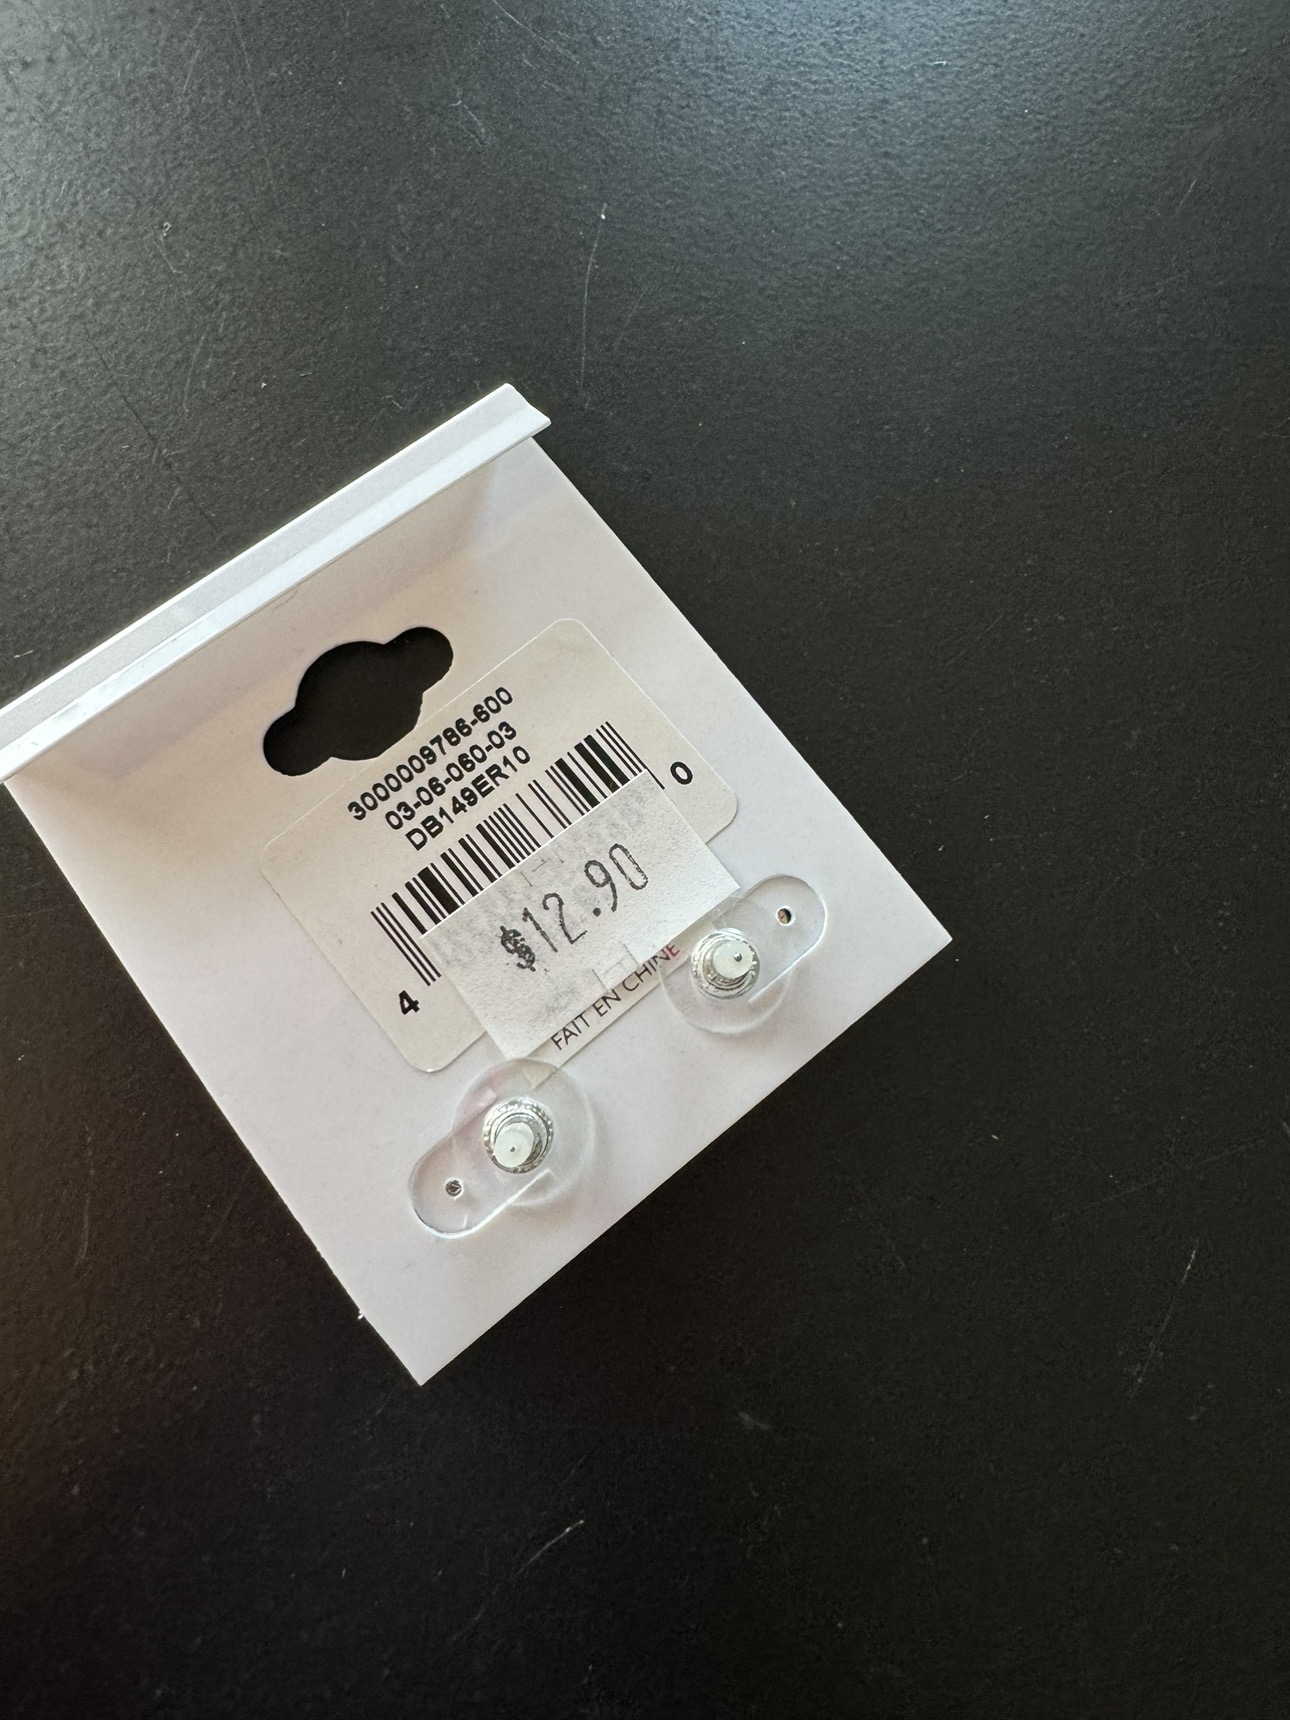 3000009786-600
03-06-060-03
DB149ER10
4 0
$12.90
FAIT EN CHINE